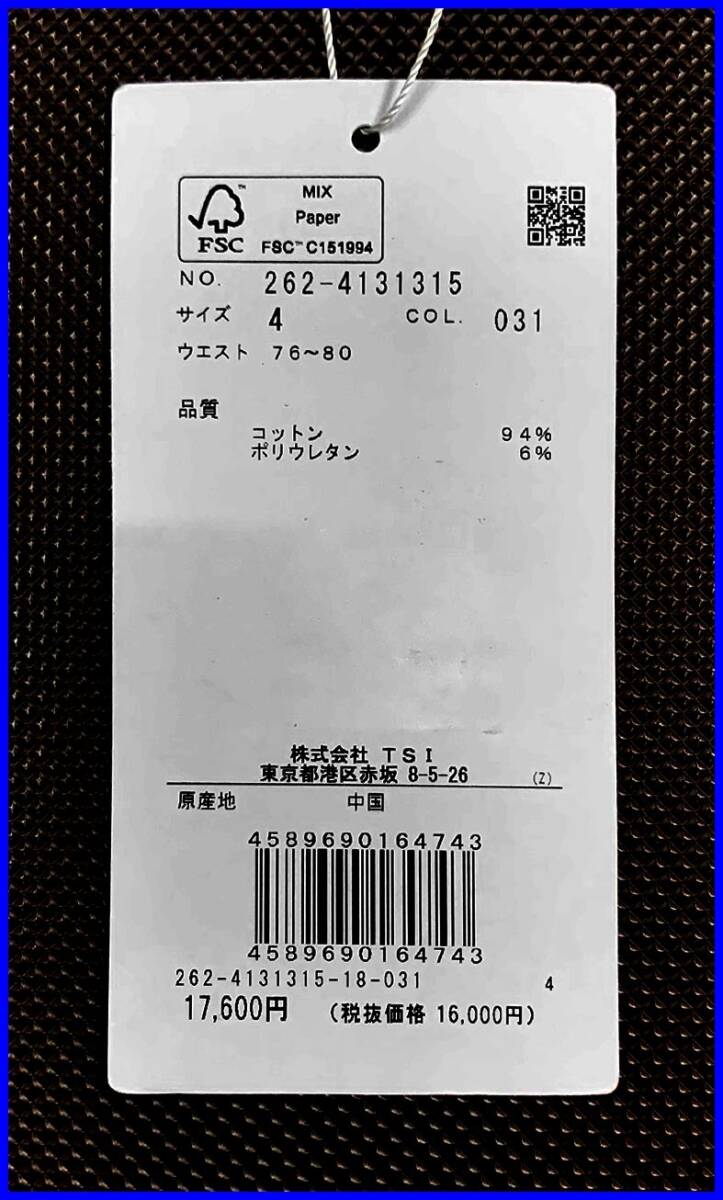 MIX
Paper
FSC™ C151994
FSC
NO. 262-4131315
サイズ 4 COL. 031
ウエスト 76~80
品質
コットン 94%
ポリウレタン 6%
株式会社 TSI
東京都港区赤坂 8-5-26 (Z)
原産地 中国
4589690164743
4589690164743
262-4131315-18-031 4
17,600円 (税抜価格 16,000円)